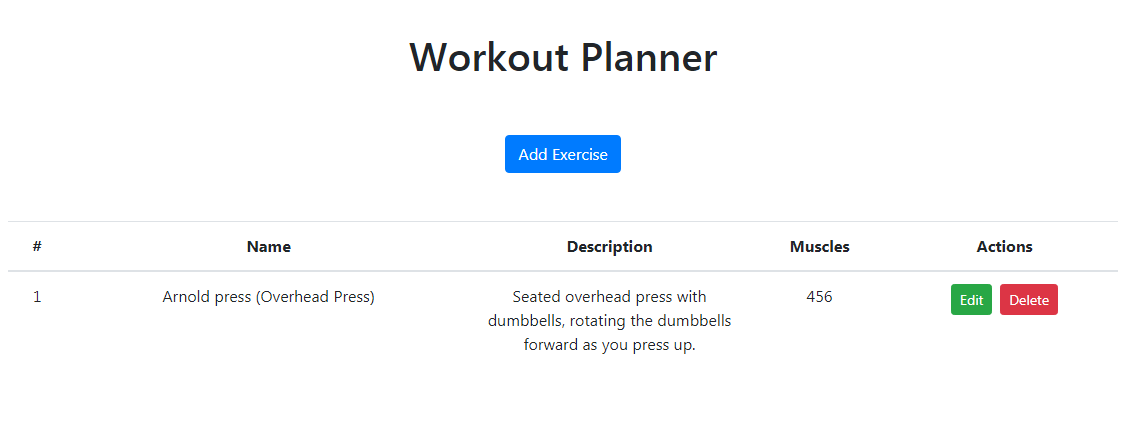 Workout Planner
Add Exercise
# Name Description Muscles Actions
1 Arnold press (Overhead Press) Seated overhead press with 456 Edit Delete
dumbbells, rotating the dumbbells
forward as you press up.